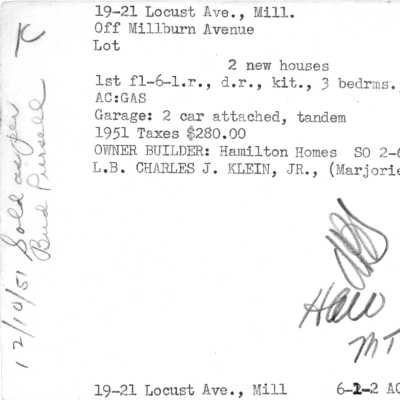 19-21 Locust Ave., Mill.
Off Millburn Avenue
Lot
2 new houses
1st fl-6-l.r., d.r., kit., 3 bedrms.
AC:GAS
Garage: 2 car attached, tandem
1951 Taxes $280.00
OWNER BUILDER: Hamilton Homes SO 2-6
L.B. CHARLES J. KLEIN, JR., (Marjorie
TC
12/10/51 Sold as per
Bud Pursell
MT
19-21 Locust Ave., Mill 6-2-2 AC